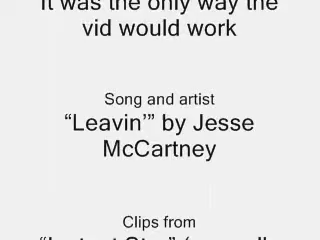 it was the only way the
vid would work
Song and artist
“Leavin’” by Jesse
McCartney
Clips from